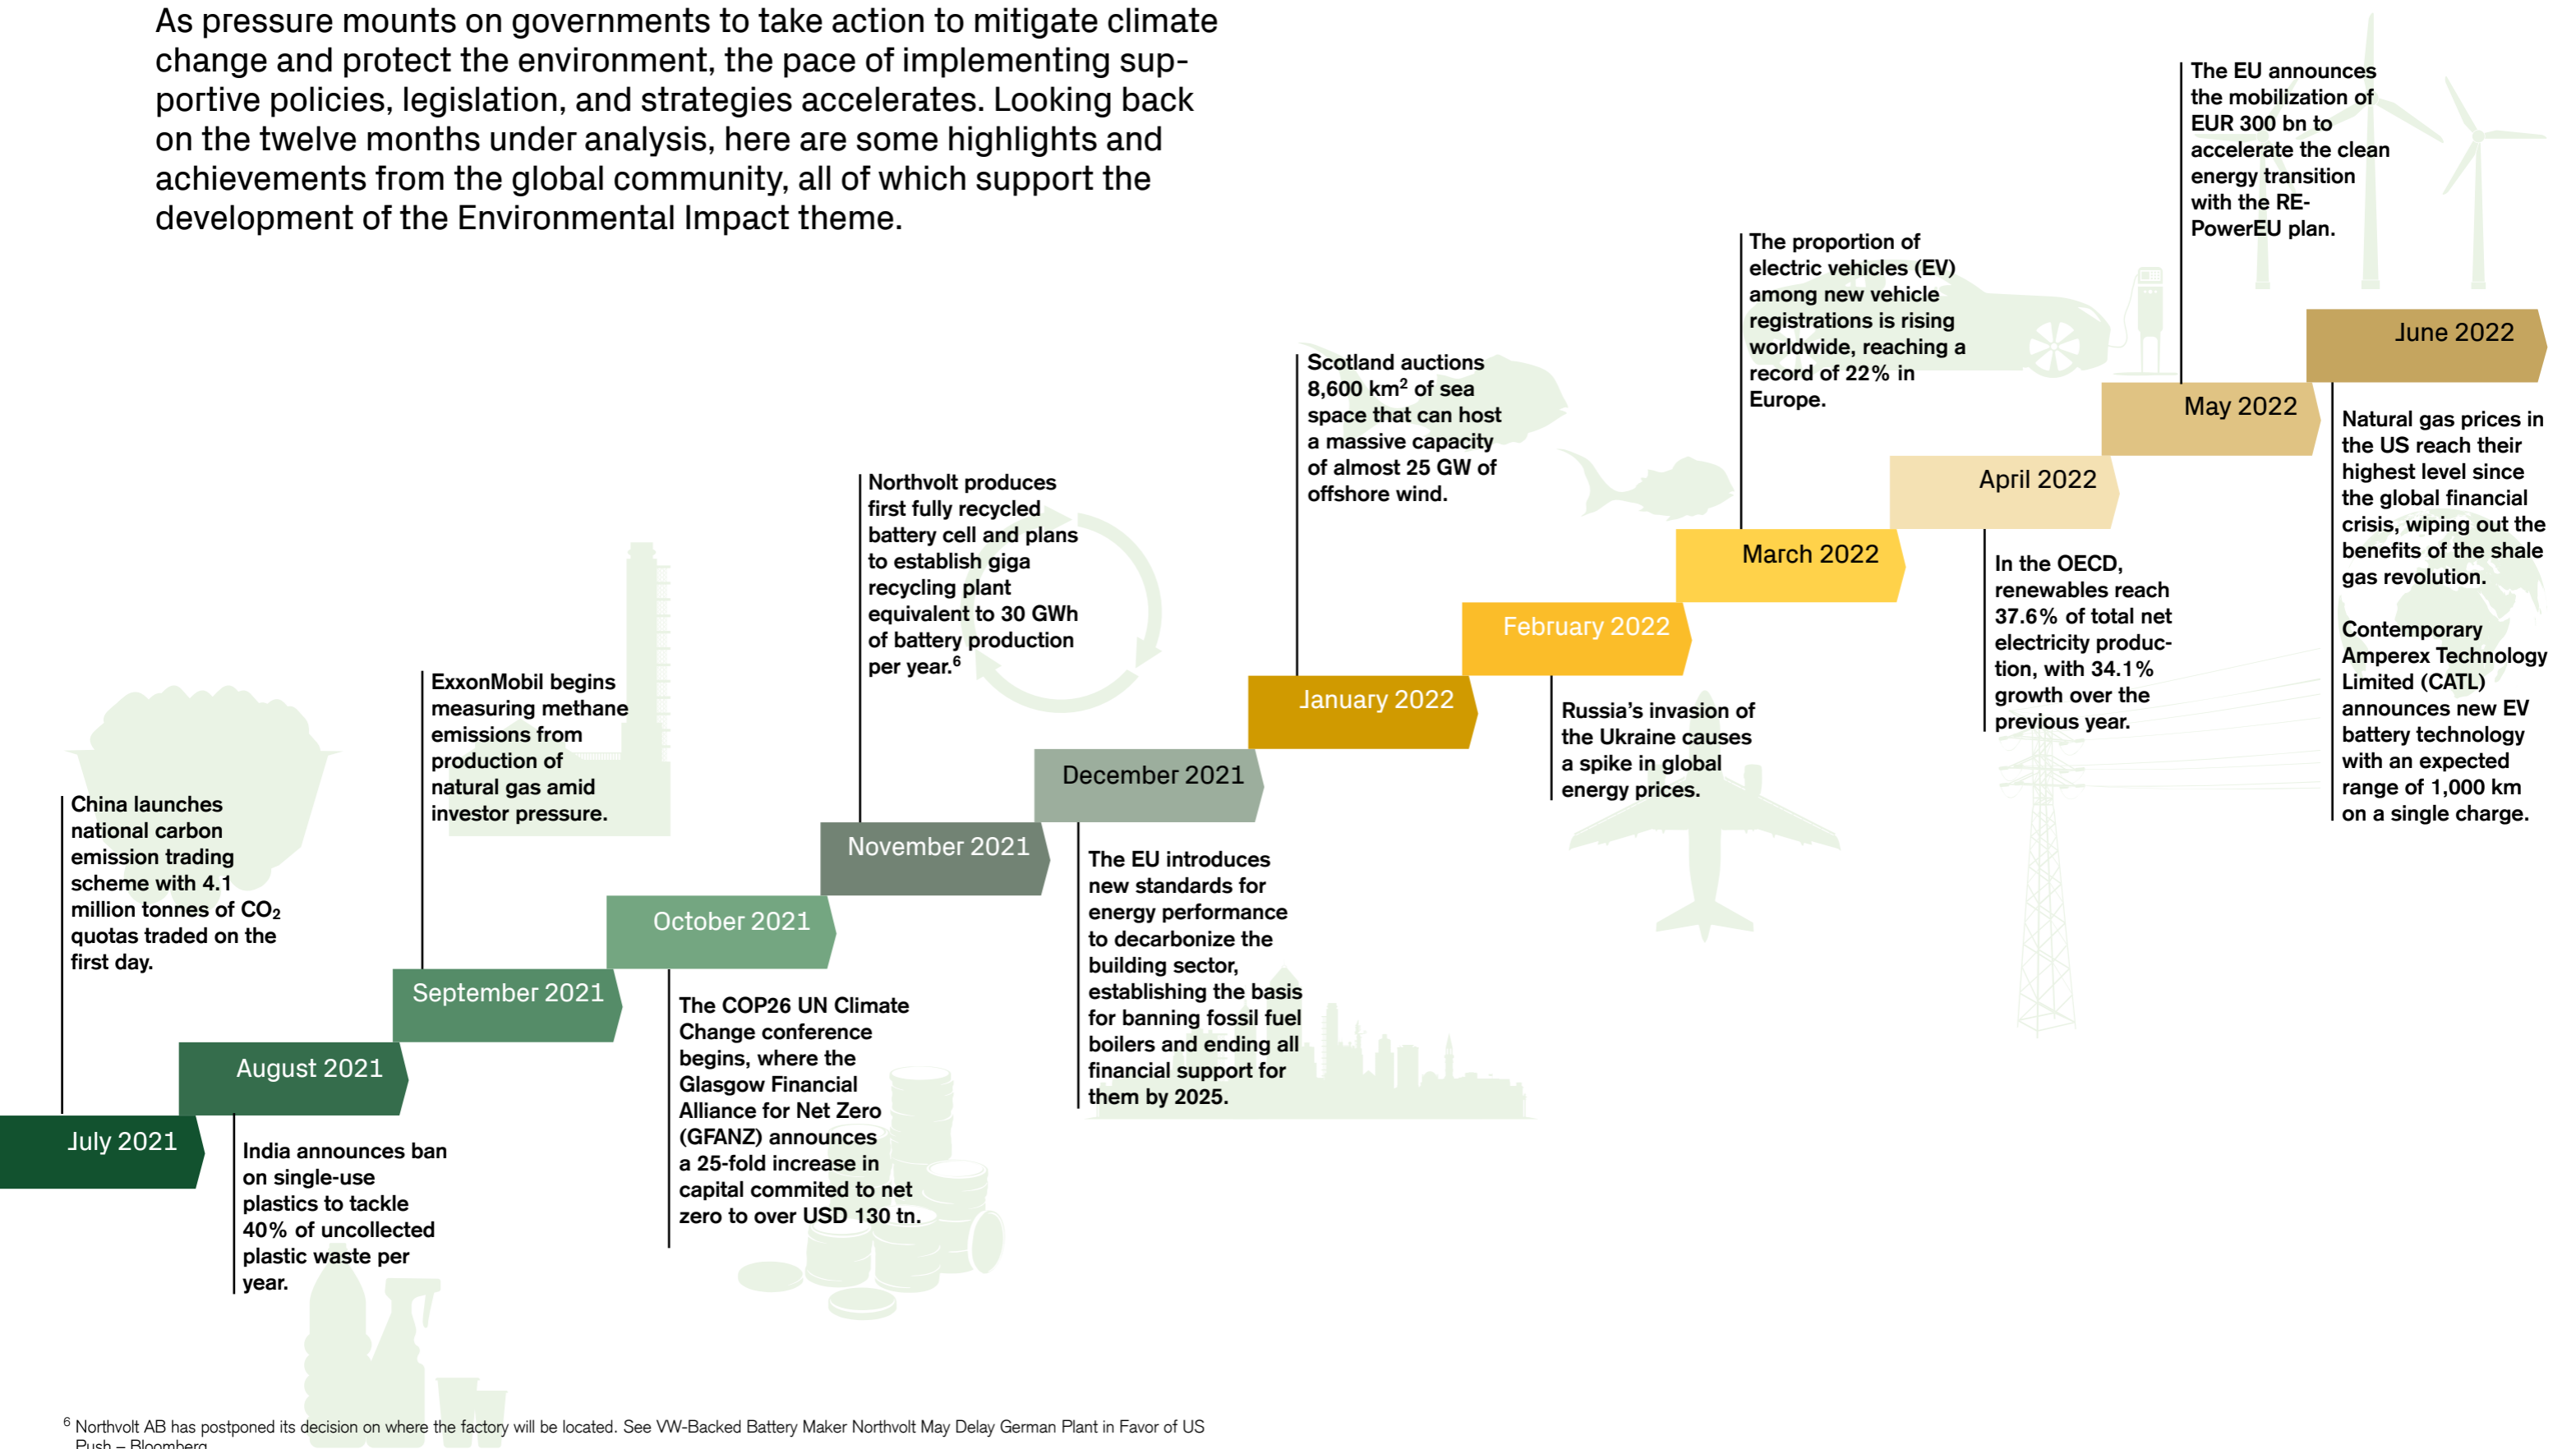 As pressure mounts on governments to take action to mitigate climate
change and protect the environment, the pace of implementing sup-
portive policies, legislation, and strategies accelerates. Looking back
on the twelve months under analysis, here are some highlights and
achievements from the global community, all of which support the
development of the Environmental Impact theme.
July 2021
China launches
national carbon
emission trading
scheme with 4.1
million tonnes of CO₂
quotas traded on the
first day.
August 2021
India announces ban
on single-use
plastics to tackle
40% of uncollected
plastic waste per
year.
September 2021
ExxonMobil begins
measuring methane
emissions from
production of
natural gas amid
investor pressure.
October 2021
The COP26 UN Climate
Change conference
begins, where the
Glasgow Financial
Alliance for Net Zero
(GFANZ) announces
a 25-fold increase in
capital commited to net
zero to over USD 130 tn.
November 2021
Northvolt produces
first fully recycled
battery cell and plans
to establish giga
recycling plant
equivalent to 30 GWh
of battery production
per year.⁶
December 2021
The EU introduces
new standards for
energy performance
to decarbonize the
building sector,
establishing the basis
for banning fossil fuel
boilers and ending all
financial support for
them by 2025.
January 2022
Scotland auctions
8,600 km² of sea
space that can host
a massive capacity
of almost 25 GW of
offshore wind.
February 2022
Russia’s invasion of
the Ukraine causes
a spike in global
energy prices.
March 2022
The proportion of
electric vehicles (EV)
among new vehicle
registrations is rising
worldwide, reaching a
record of 22% in
Europe.
April 2022
In the OECD,
renewables reach
37.6% of total net
electricity produc-
tion, with 34.1%
growth over the
previous year.
May 2022
The EU announces
the mobilization of
EUR 300 bn to
accelerate the clean
energy transition
with the RE-
PowerEU plan.
June 2022
Natural gas prices in
the US reach their
highest level since
the global financial
crisis, wiping out the
benefits of the shale
gas revolution.
Contemporary
Amperex Technology
Limited (CATL)
announces new EV
battery technology
with an expected
range of 1,000 km
on a single charge.
⁶ Northvolt AB has postponed its decision on where the factory will be located. See VW-Backed Battery Maker Northvolt May Delay German Plant in Favor of US
Push – Bloomberg